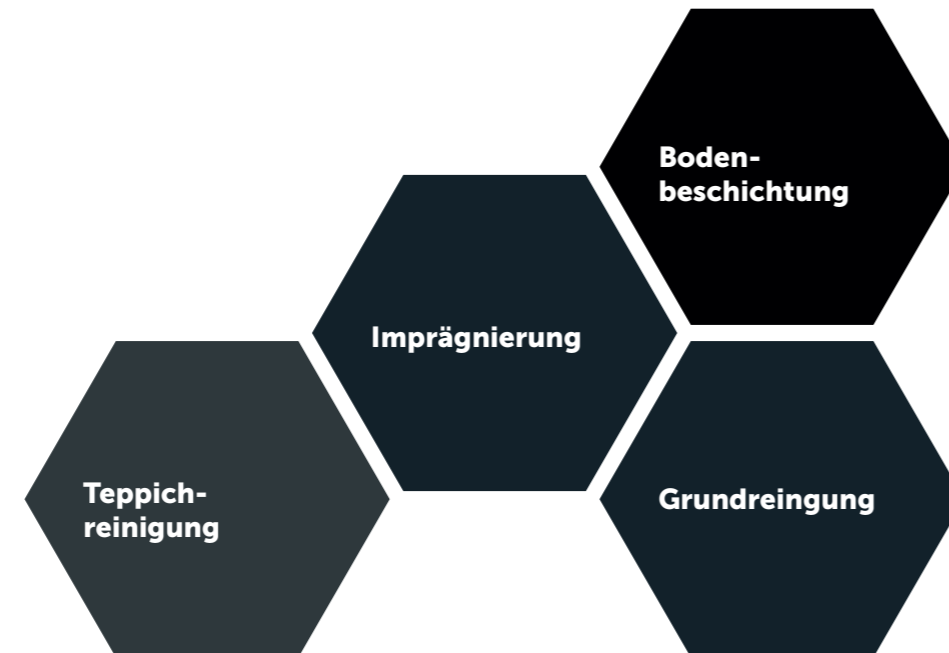 Boden-
beschichtung
Imprägnierung
Teppich-
reinigung
Grundreingung